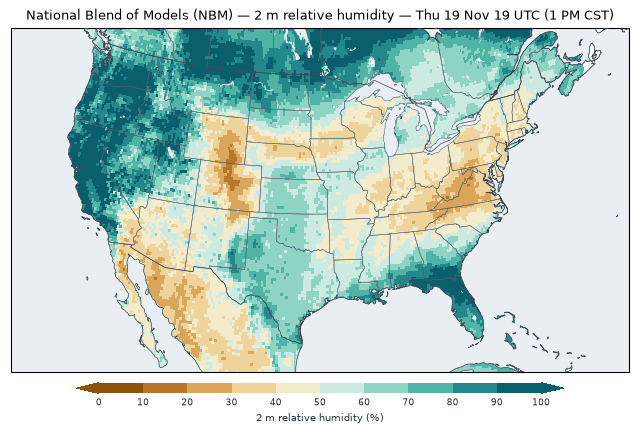 National Blend of Models (NBM) — 2 m relative humidity — Thu 19 Nov 19 UTC (1 PM CST)
0 10 20 30 40 50 60 70 80 90 100
2 m relative humidity (%)